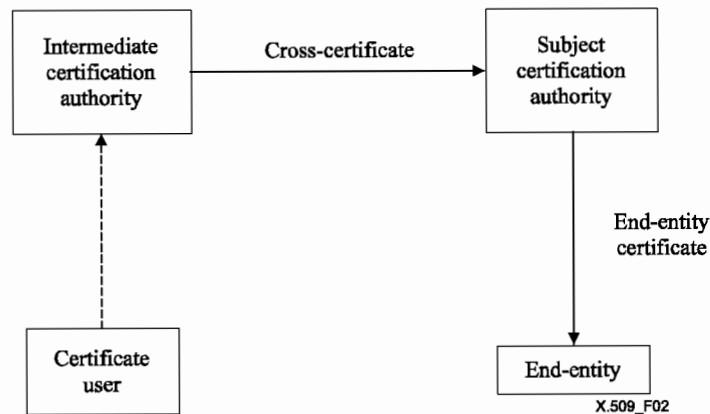 Intermediate
certification
authority
Cross-certificate
Subject
certification
authority
End-entity
certificate
Certificate
user
End-entity
X.509_F02